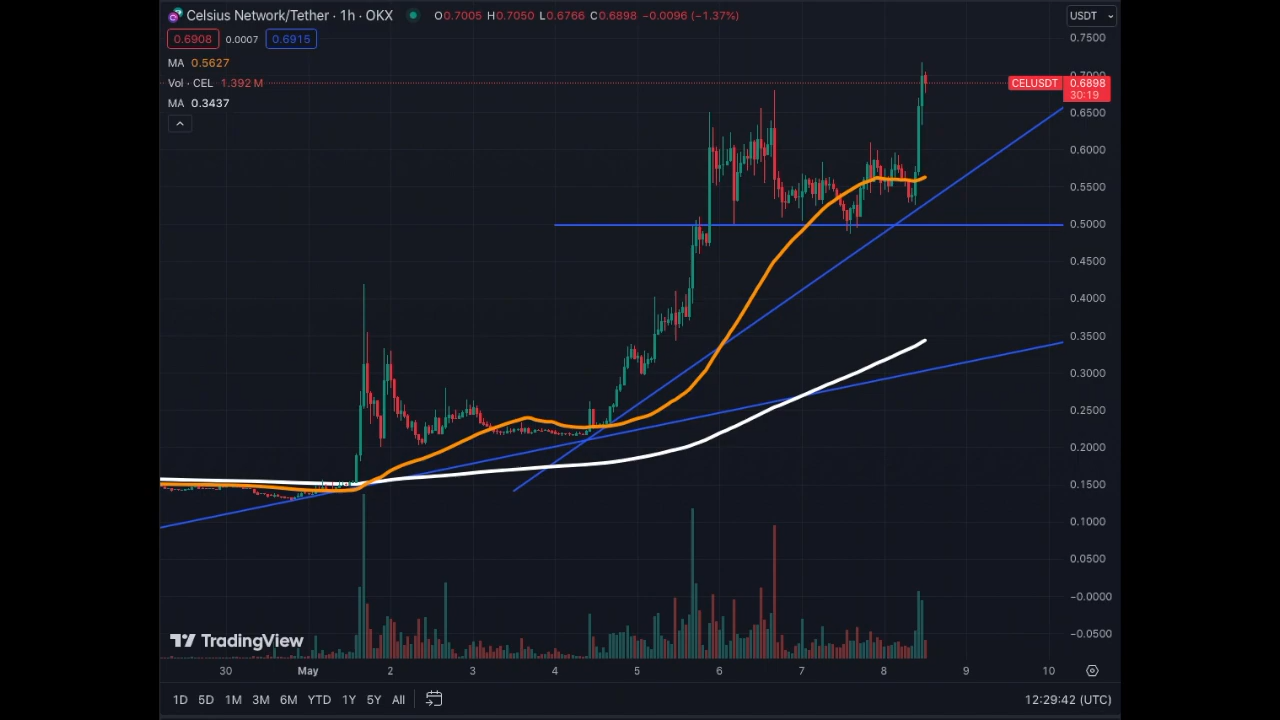 Celsius Network/Tether · 1h · OKX O0.7005 H0.7050 L0.6766 C0.6898 −0.0096 (−1.37%)
USDT
0.6908 0.0007 0.6915
MA 0.5627
Vol · CEL 1.392 M
MA 0.3437
0.7500
0.7000
CELUSDT 0.6898
30:19
0.6500
0.6000
0.5500
0.5000
0.4500
0.4000
0.3500
0.3000
0.2500
0.2000
0.1500
0.1000
0.0500
−0.0000
−0.0500
TradingView
30 May 2 3 4 5 6 7 8 9 10
1D 5D 1M 3M 6M YTD 1Y 5Y All 12:29:42 (UTC)